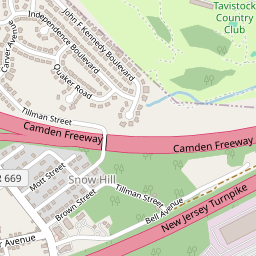 Tavistock
Country
Club
John F Kennedy Boulevard
Independence Boulevard
Carver Avenue
Quaker Road
Tillman Street
Camden Freeway
Camden Freeway
R 669
Mott Street
Snow Hill
Tillman Street
Brown Street
Bell Avenue
New Jersey Turnpike
r Avenue